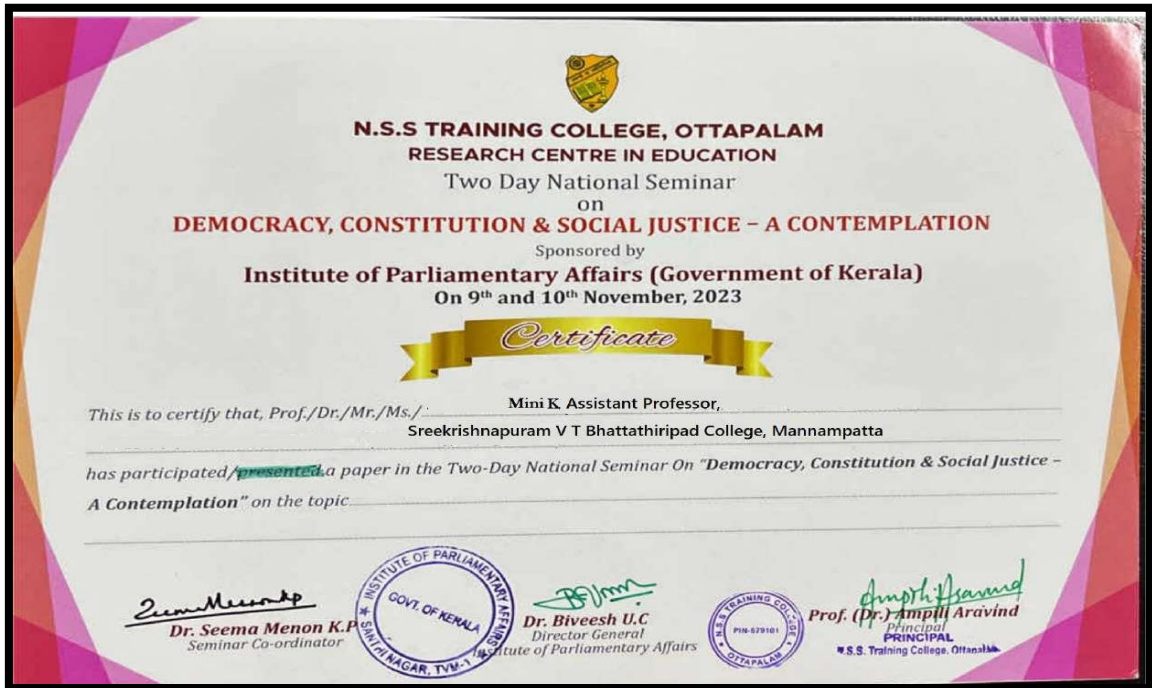 N.S.S TRAINING COLLEGE, OTTAPALAM
RESEARCH CENTRE IN EDUCATION
Two Day National Seminar
on
DEMOCRACY, CONSTITUTION & SOCIAL JUSTICE – A CONTEMPLATION
Sponsored by
Institute of Parliamentary Affairs (Government of Kerala)
On 9th and 10th November, 2023
Certificate
This is to certify that, Prof./Dr./Mr./Ms./ Mini K, Assistant Professor,
Sreekrishnapuram V T Bhattathiripad College, Mannampatta
has participated/presented a paper in the Two-Day National Seminar On "Democracy, Constitution & Social Justice –
A Contemplation" on the topic
INSTITUTE OF PARLIAMENTARY AFFAIRS
GOVT. OF KERALA
SANTHI NAGAR, TVM-1
N.S.S TRAINING COLLEGE
PIN-679101
OTTAPALAM
Dr. Seema Menon K.P
Seminar Co-ordinator
Dr. Biveesh U.C
Director General
Institute of Parliamentary Affairs
Prof. (Dr.) Ampili Aravind
Principal
PRINCIPAL
N.S.S. Training College, Ottapalam